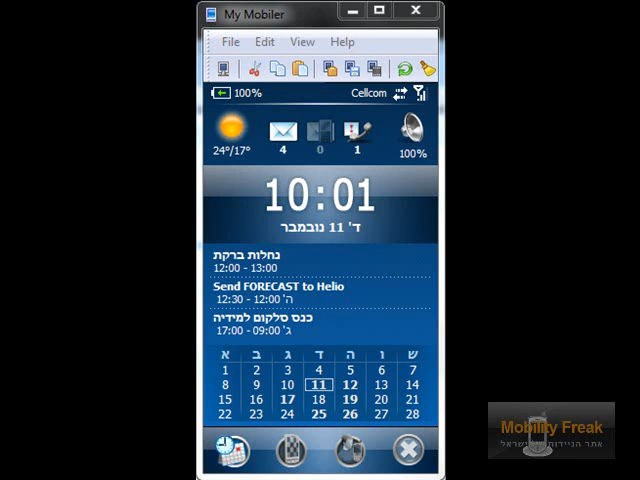 My Mobiler
File Edit View Help
100% Cellcom
24°/17° 4 0 1 100%
10:01
ד' 11 נובמבר
נחלות ברקת
12:00 - 13:00
Send FORECAST to Helio
ה' 12:00 - 12:30
כנס סלקום למידיה
ג' 09:00 - 17:00
א ב ג ד ה ו ש
1 2 3 4 5 6 7
8 9 10 11 12 13 14
15 16 17 18 19 20 21
22 23 24 25 26 27 28
Mobility Freak
אתר הניידות הישראלי